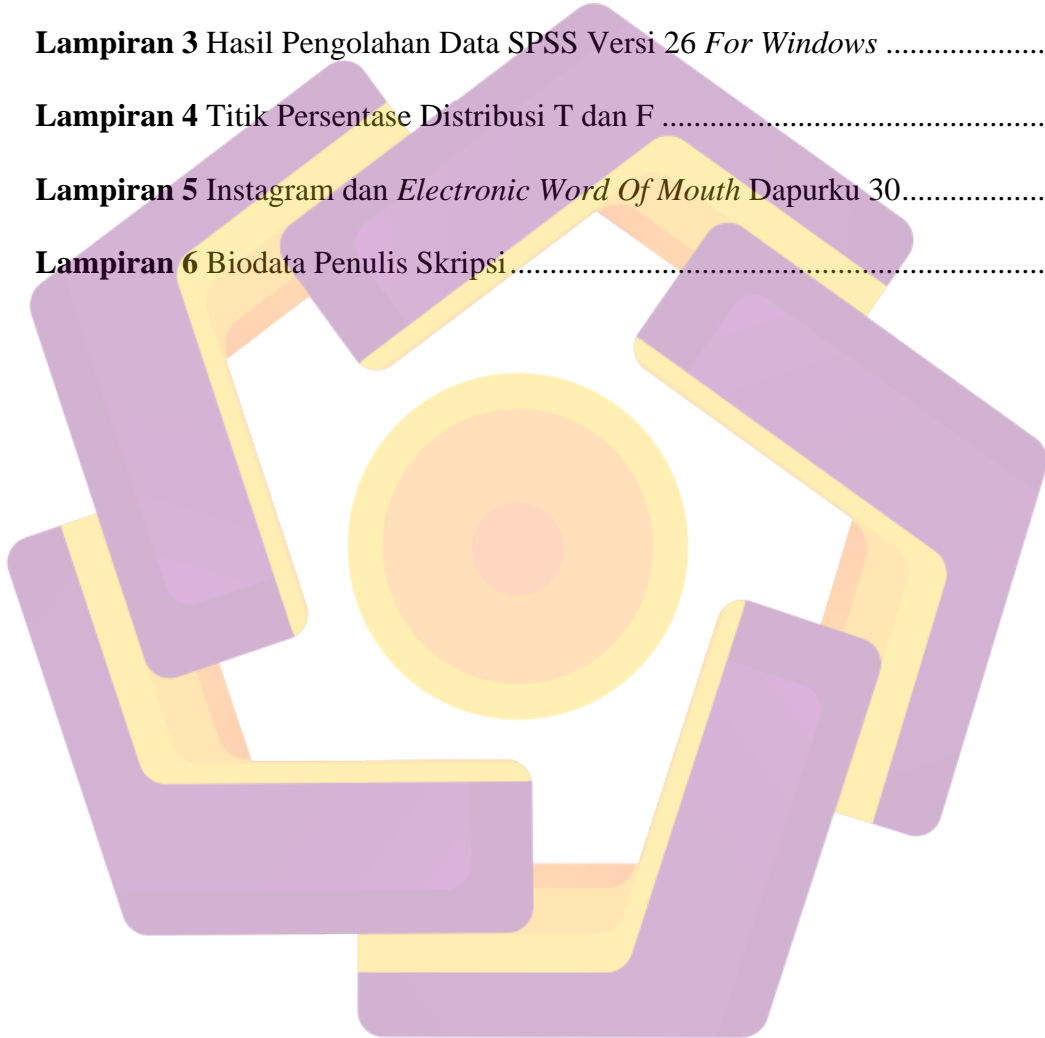 Lampiran 3 Hasil Pengolahan Data SPSS Versi 26 For Windows ....................
Lampiran 4 Titik Persentase Distribusi T dan F ................................................
Lampiran 5 Instagram dan Electronic Word Of Mouth Dapurku 30..................
Lampiran 6 Biodata Penulis Skripsi...................................................................